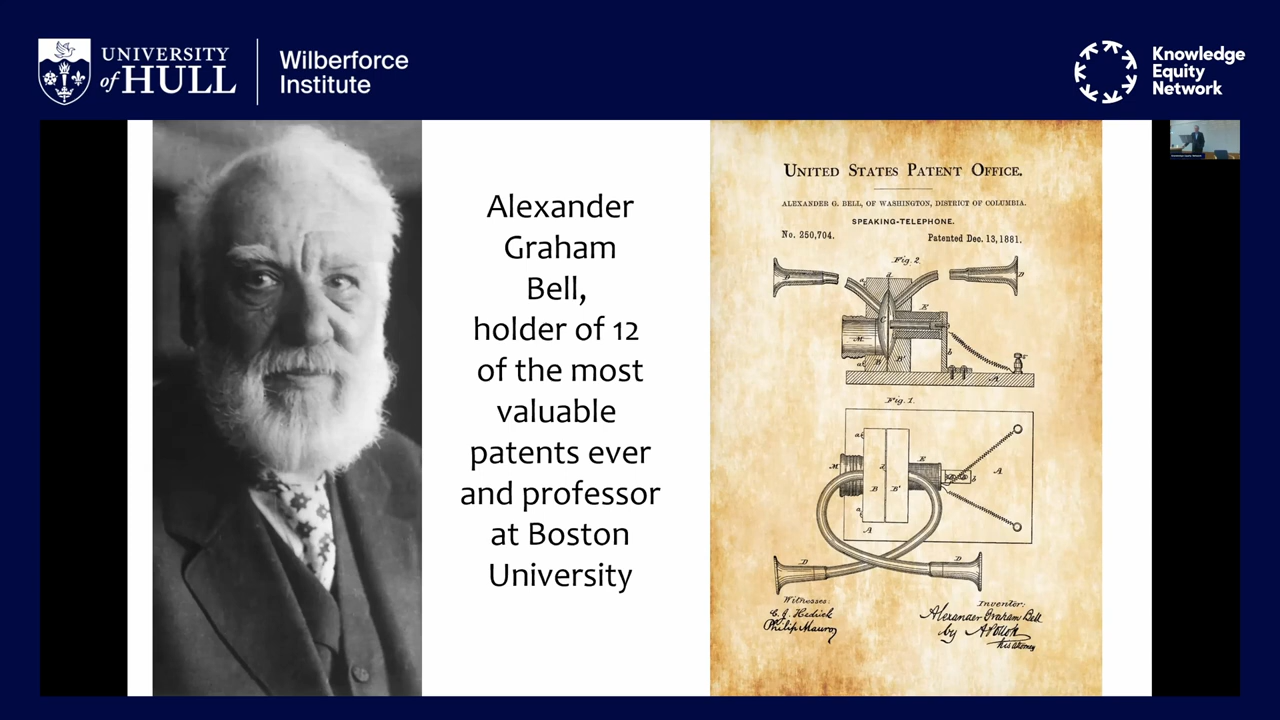 UNIVERSITY
of HULL
Wilberforce
Institute
Knowledge
Equity
Network
Alexander
Graham
Bell,
holder of 12
of the most
valuable
patents ever
and professor
at Boston
University
UNITED STATES PATENT OFFICE.
ALEXANDER G. BELL, OF WASHINGTON, DISTRICT OF COLUMBIA.
SPEAKING-TELEPHONE.
No. 250,704.
Patented Dec. 13, 1881.
Fig. 2.
D
D
E
M
B
B'
b
A
Fig. 1.
M
E
A
B
B'
b
A
D
D
Witnesses:
Philip Mauro
Inventor:
Alexander Graham Bell
by
his attorney